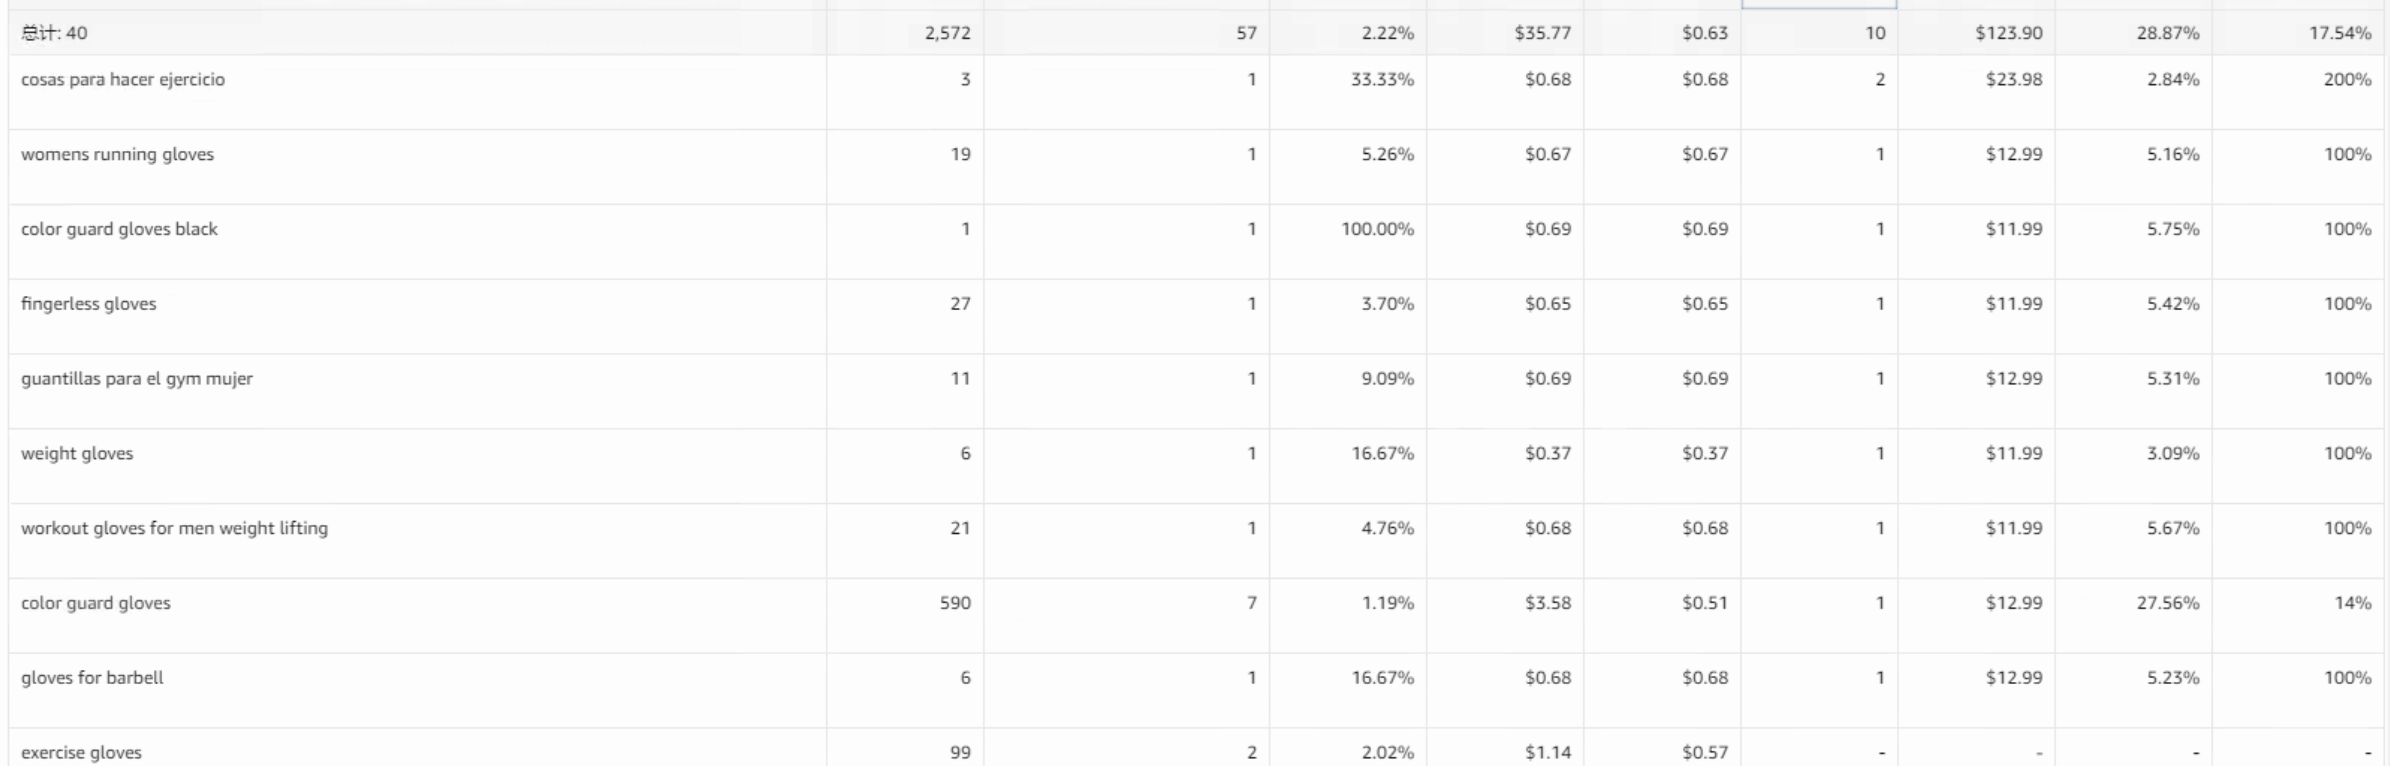 总计: 40 2,572 57 2.22% $35.77 $0.63 10 $123.90 28.87% 17.54%
cosas para hacer ejercicio 3 1 33.33% $0.68 $0.68 2 $23.98 2.84% 200%
womens running gloves 19 1 5.26% $0.67 $0.67 1 $12.99 5.16% 100%
color guard gloves black 1 1 100.00% $0.69 $0.69 1 $11.99 5.75% 100%
fingerless gloves 27 1 3.70% $0.65 $0.65 1 $11.99 5.42% 100%
guantillas para el gym mujer 11 1 9.09% $0.69 $0.69 1 $12.99 5.31% 100%
weight gloves 6 1 16.67% $0.37 $0.37 1 $11.99 3.09% 100%
workout gloves for men weight lifting 21 1 4.76% $0.68 $0.68 1 $11.99 5.67% 100%
color guard gloves 590 7 1.19% $3.58 $0.51 1 $12.99 27.56% 14%
gloves for barbell 6 1 16.67% $0.68 $0.68 1 $12.99 5.23% 100%
exercise gloves 99 2 2.02% $1.14 $0.57 - - - -